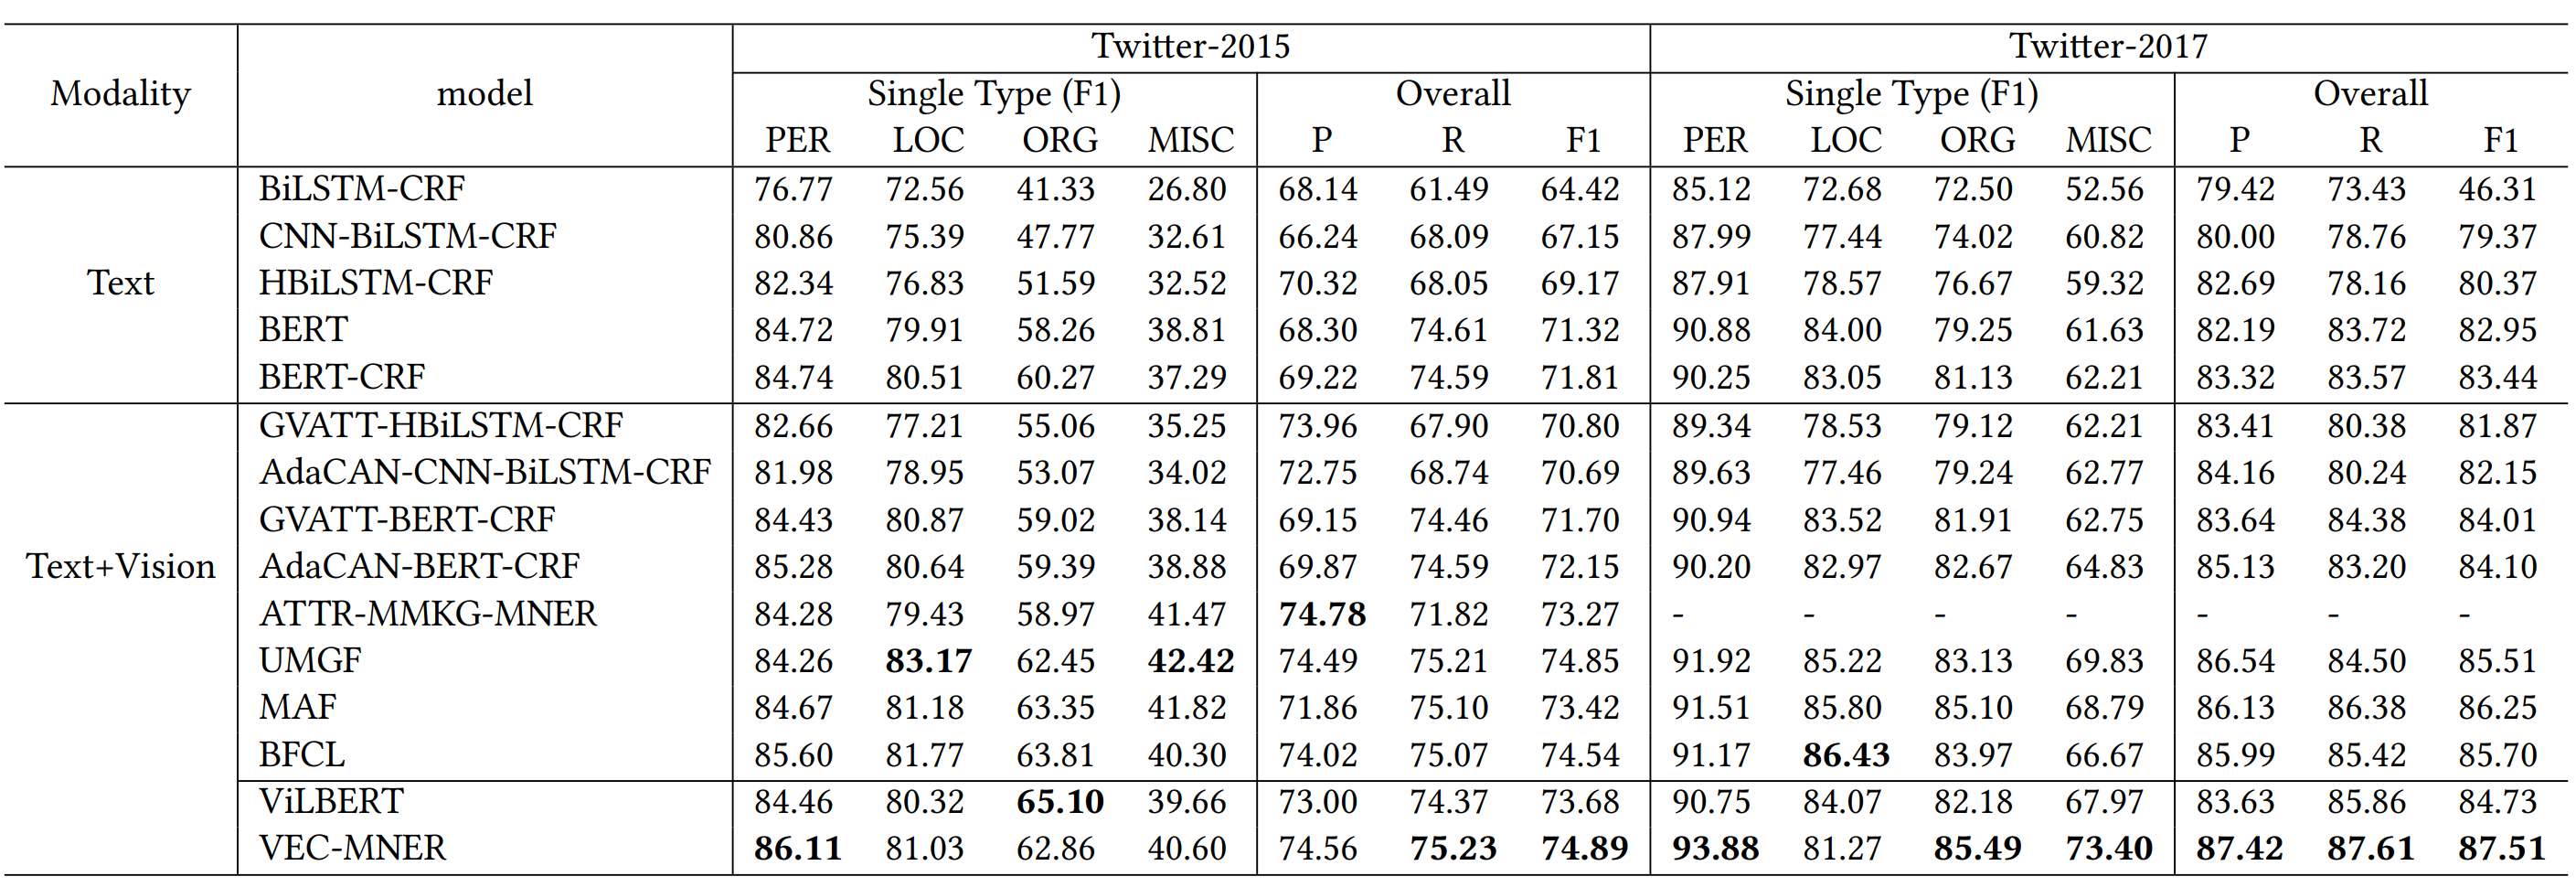 Twitter-2015 Twitter-2017
Modality model Single Type (F1) Overall Single Type (F1) Overall
PER LOC ORG MISC P R F1 PER LOC ORG MISC P R F1
BiLSTM-CRF 76.77 72.56 41.33 26.80 68.14 61.49 64.42 85.12 72.68 72.50 52.56 79.42 73.43 46.31
CNN-BiLSTM-CRF 80.86 75.39 47.77 32.61 66.24 68.09 67.15 87.99 77.44 74.02 60.82 80.00 78.76 79.37
Text HBiLSTM-CRF 82.34 76.83 51.59 32.52 70.32 68.05 69.17 87.91 78.57 76.67 59.32 82.69 78.16 80.37
BERT 84.72 79.91 58.26 38.81 68.30 74.61 71.32 90.88 84.00 79.25 61.63 82.19 83.72 82.95
BERT-CRF 84.74 80.51 60.27 37.29 69.22 74.59 71.81 90.25 83.05 81.13 62.21 83.32 83.57 83.44
GVATT-HBiLSTM-CRF 82.66 77.21 55.06 35.25 73.96 67.90 70.80 89.34 78.53 79.12 62.21 83.41 80.38 81.87
AdaCAN-CNN-BiLSTM-CRF 81.98 78.95 53.07 34.02 72.75 68.74 70.69 89.63 77.46 79.24 62.77 84.16 80.24 82.15
GVATT-BERT-CRF 84.43 80.87 59.02 38.14 69.15 74.46 71.70 90.94 83.52 81.91 62.75 83.64 84.38 84.01
Text+Vision AdaCAN-BERT-CRF 85.28 80.64 59.39 38.88 69.87 74.59 72.15 90.20 82.97 82.67 64.83 85.13 83.20 84.10
ATTR-MMKG-MNER 84.28 79.43 58.97 41.47 74.78 71.82 73.27 - - - - - - -
UMGF 84.26 83.17 62.45 42.42 74.49 75.21 74.85 91.92 85.22 83.13 69.83 86.54 84.50 85.51
MAF 84.67 81.18 63.35 41.82 71.86 75.10 73.42 91.51 85.80 85.10 68.79 86.13 86.38 86.25
BFCL 85.60 81.77 63.81 40.30 74.02 75.07 74.54 91.17 86.43 83.97 66.67 85.99 85.42 85.70
ViLBERT 84.46 80.32 65.10 39.66 73.00 74.37 73.68 90.75 84.07 82.18 67.97 83.63 85.86 84.73
VEC-MNER 86.11 81.03 62.86 40.60 74.56 75.23 74.89 93.88 81.27 85.49 73.40 87.42 87.61 87.51